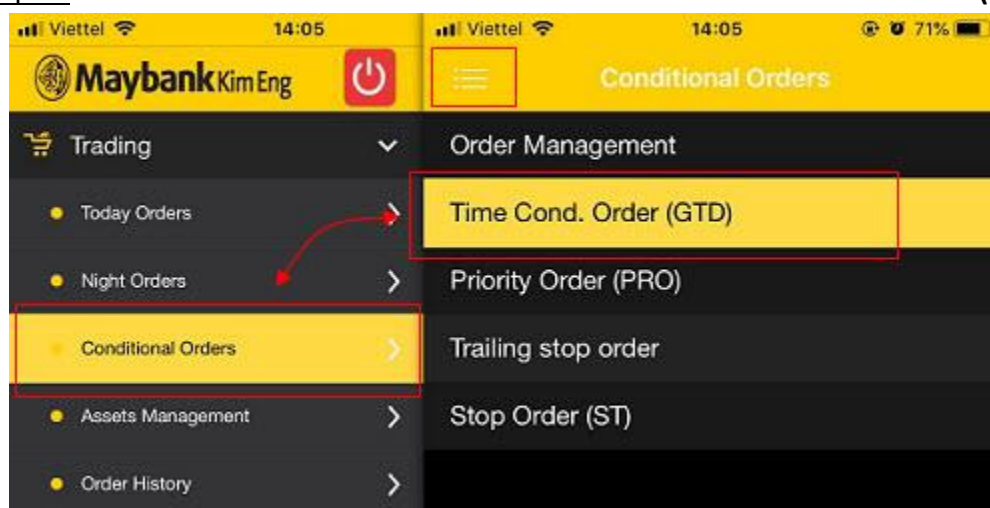 Viettel 14:05
Maybank Kim Eng
Trading
Today Orders
Night Orders
Conditional Orders
Assets Management
Order History
Viettel 14:05 71%
Conditional Orders
Order Management
Time Cond. Order (GTD)
Priority Order (PRO)
Trailing stop order
Stop Order (ST)